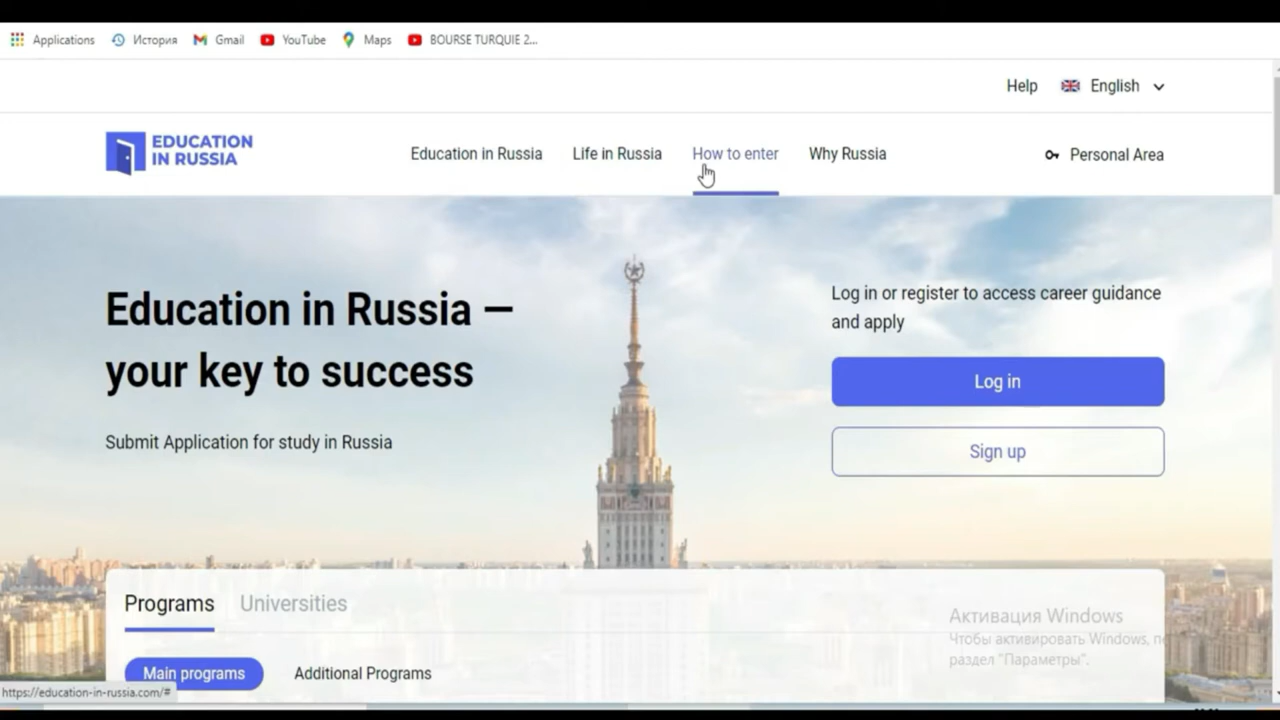 Applications История Gmail YouTube Maps BOURSE TURQUIE 2...
Help English
EDUCATION
IN RUSSIA
Education in Russia Life in Russia How to enter Why Russia Personal Area
Education in Russia —
your key to success
Submit Application for study in Russia
Log in or register to access career guidance
and apply
Log in
Sign up
Programs Universities
Main programs Additional Programs
Активация Windows
Чтобы активировать Windows,
раздел "Параметры".
https://education-in-russia.com/#